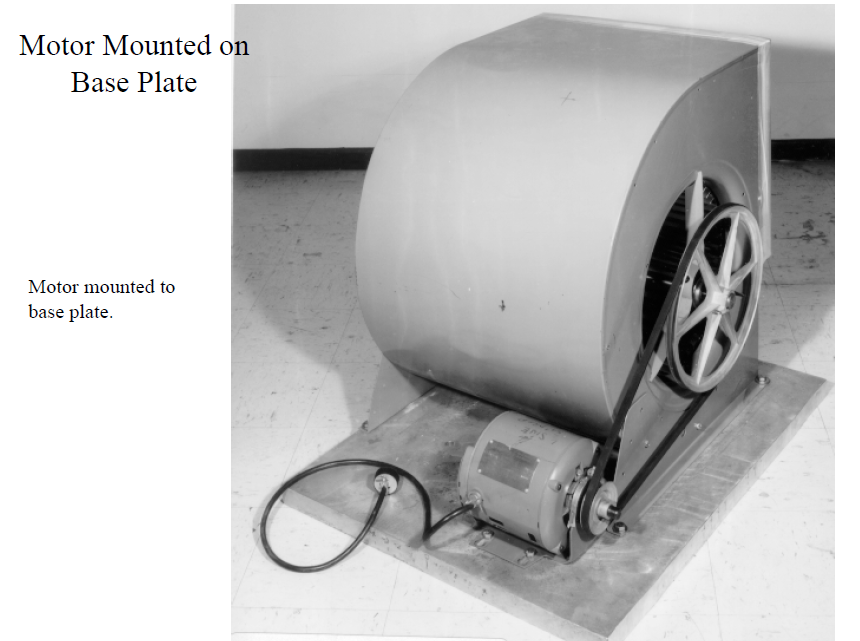 Motor Mounted on
Base Plate
Motor mounted to
base plate.